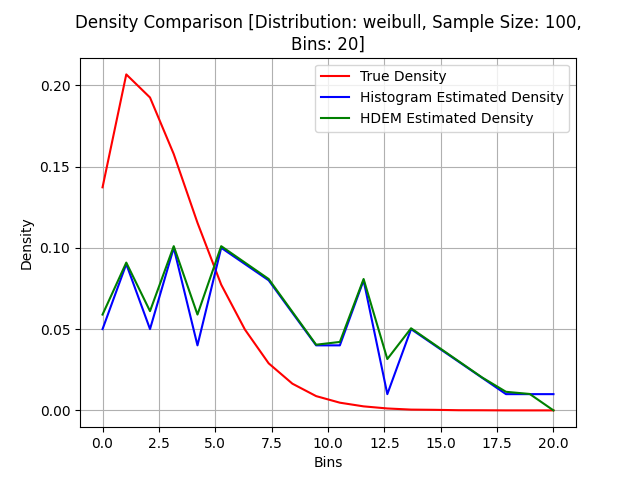 Density Comparison [Distribution: weibull, Sample Size: 100,
Bins: 20]
True Density
Histogram Estimated Density
HDEM Estimated Density
Density
0.20
0.15
0.10
0.05
0.00
0.0 2.5 5.0 7.5 10.0 12.5 15.0 17.5 20.0
Bins